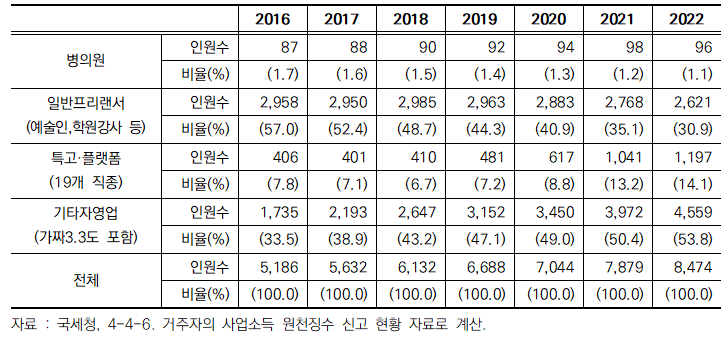 2016 2017 2018 2019 2020 2021 2022
병의원 인원수 87 88 90 92 94 98 96
비율(%) (1.7) (1.6) (1.5) (1.4) (1.3) (1.2) (1.1)
일반프리랜서 인원수 2,958 2,950 2,985 2,963 2,883 2,768 2,621
(예술인,학원강사 등) 비율(%) (57.0) (52.4) (48.7) (44.3) (40.9) (35.1) (30.9)
특고·플랫폼 인원수 406 401 410 481 617 1,041 1,197
(19개 직종) 비율(%) (7.8) (7.1) (6.7) (7.2) (8.8) (13.2) (14.1)
기타자영업 인원수 1,735 2,193 2,647 3,152 3,450 3,972 4,559
(가짜3.3도 포함) 비율(%) (33.5) (38.9) (43.2) (47.1) (49.0) (50.4) (53.8)
전체 인원수 5,186 5,632 6,132 6,688 7,044 7,879 8,474
비율(%) (100.0) (100.0) (100.0) (100.0) (100.0) (100.0) (100.0)
자료 : 국세청, 4-4-6. 거주자의 사업소득 원천징수 신고 현황 자료로 계산.